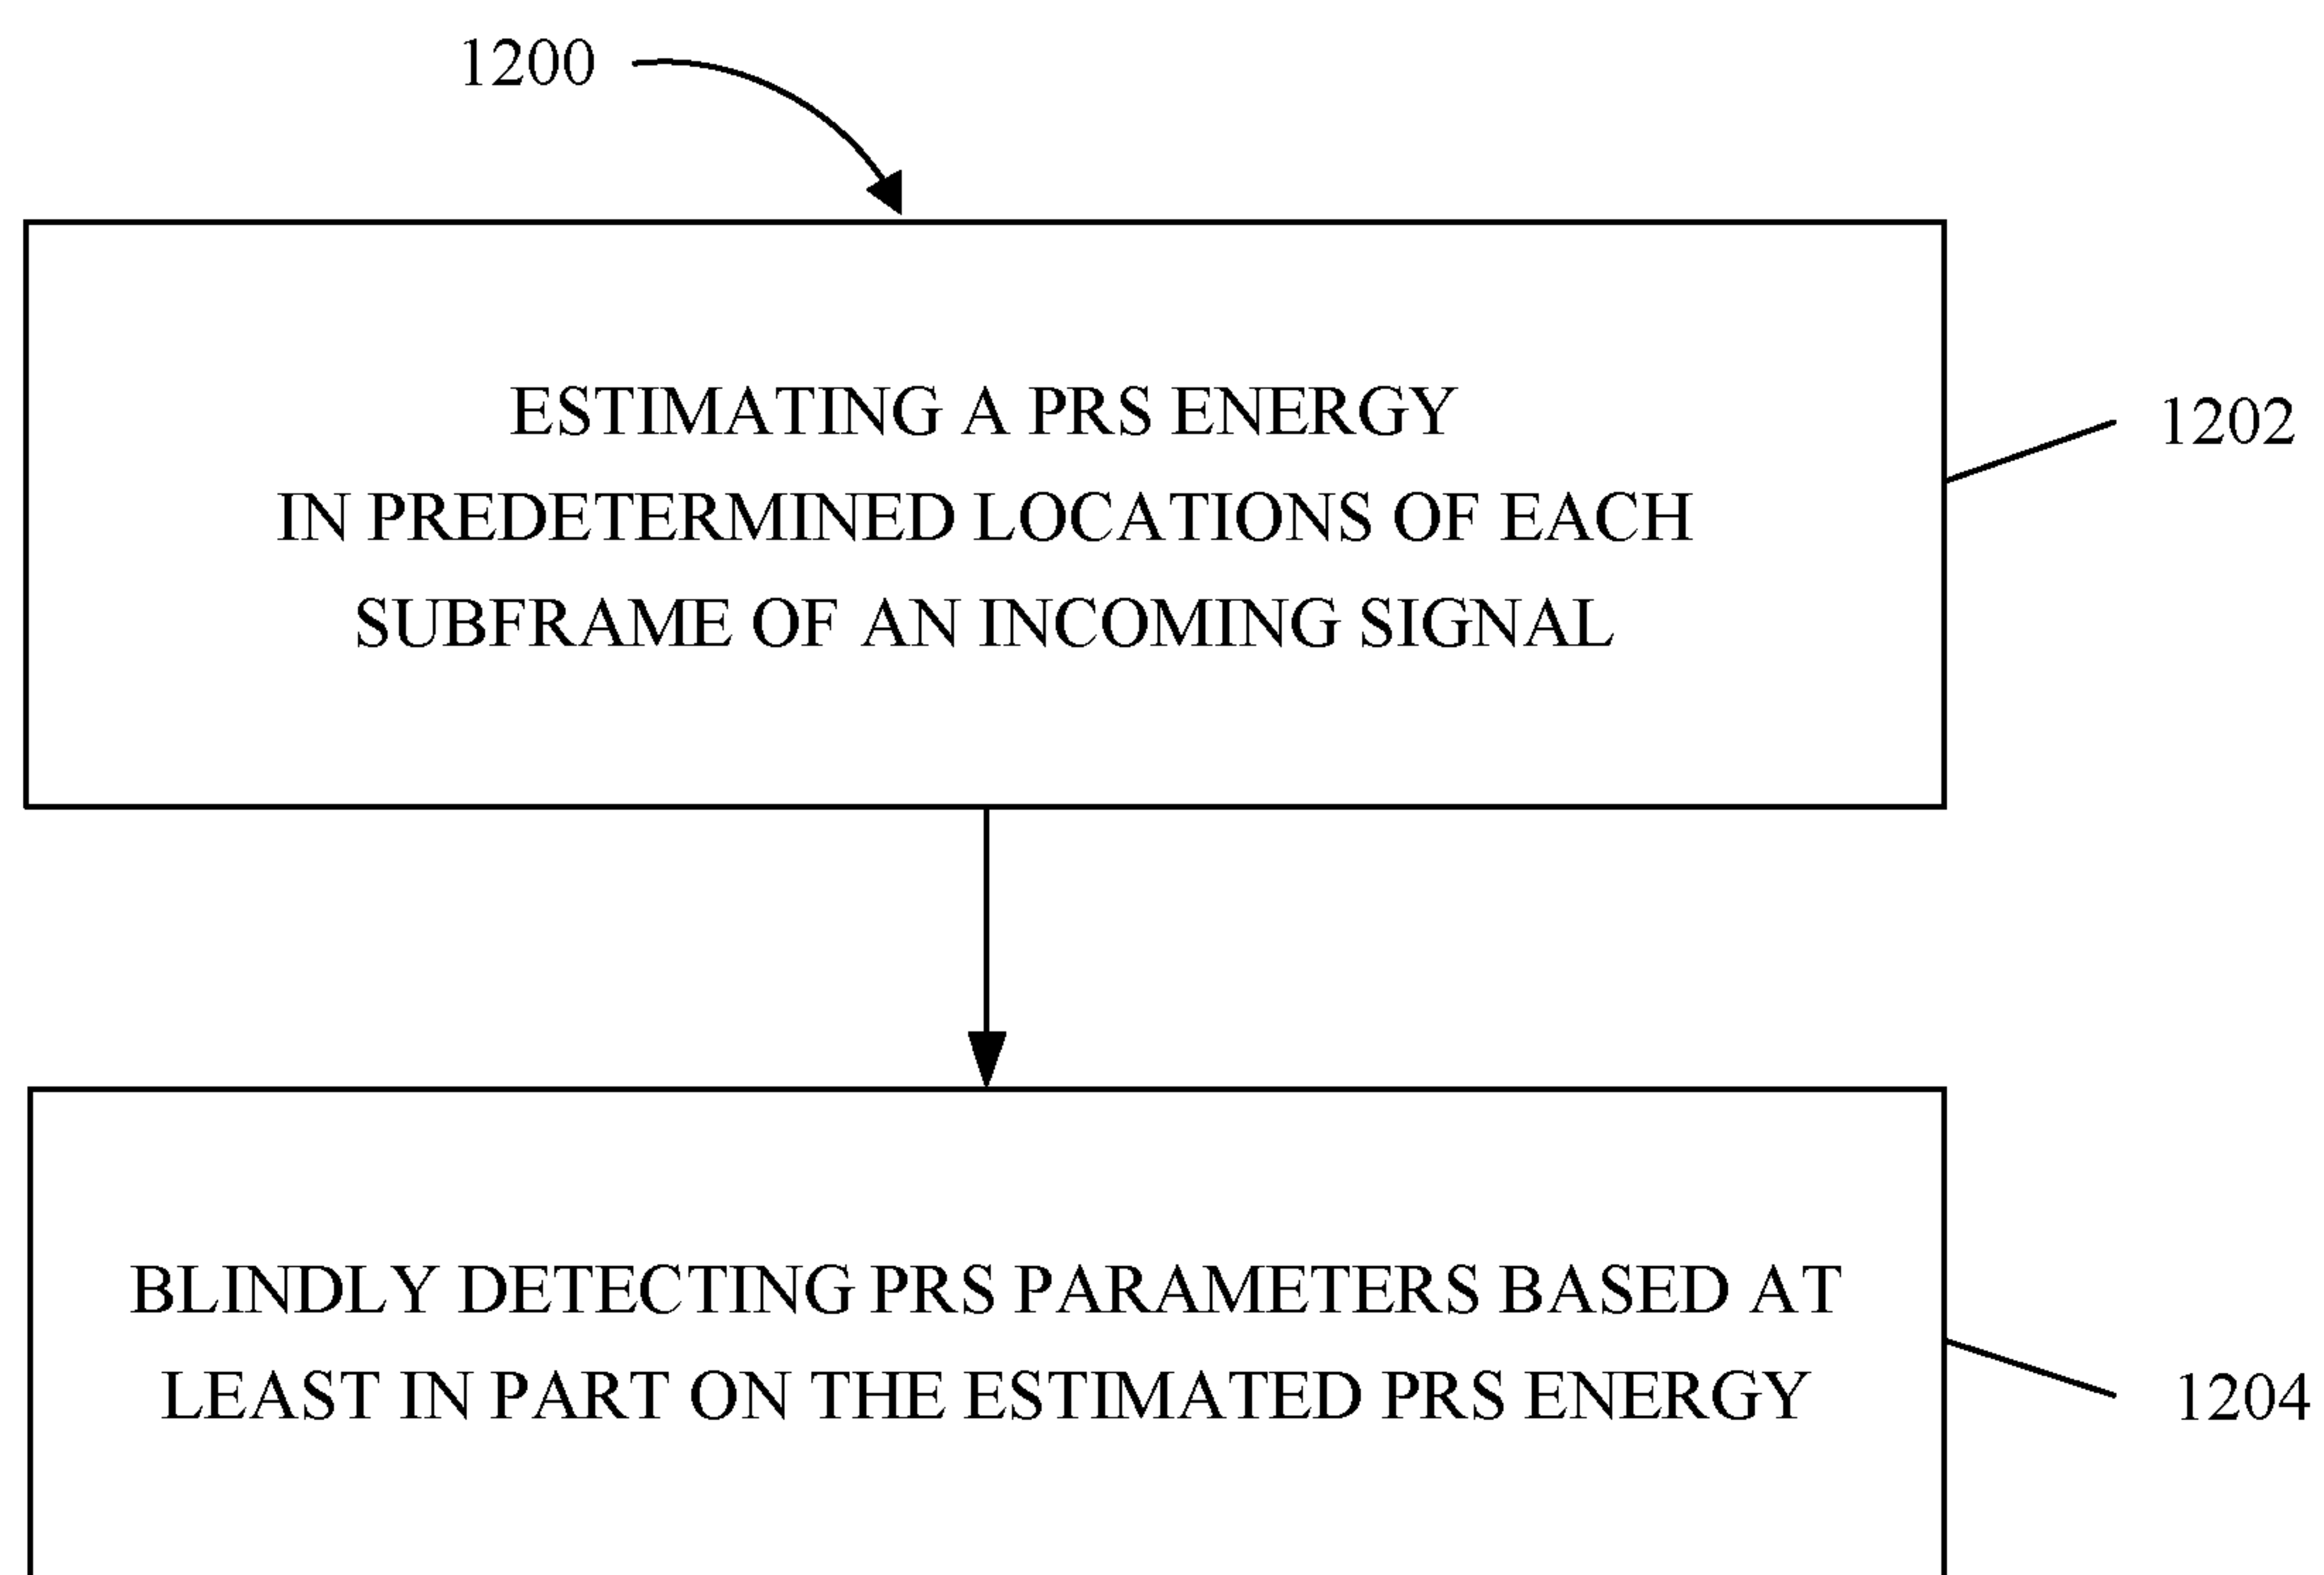 1200
ESTIMATING A PRS ENERGY
IN PREDETERMINED LOCATIONS OF EACH
SUBFRAME OF AN INCOMING SIGNAL
1202
BLINDLY DETECTING PRS PARAMETERS BASED AT
LEAST IN PART ON THE ESTIMATED PRS ENERGY
1204